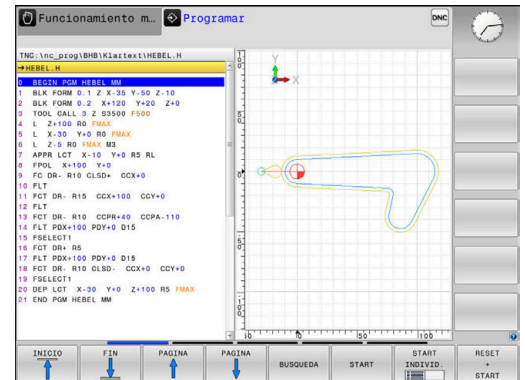 Funcionamiento m...
Programar
DNC
TNC:\nc_prog\BHB\Klartext\HEBEL.H
→HEBEL.H
0 BEGIN PGM HEBEL MM
1 BLK FORM 0.1 Z X-35 Y-50 Z-10
2 BLK FORM 0.2 X+120 Y+20 Z+0
3 TOOL CALL 3 Z S3500 F500
4 L Z+100 R0 FMAX
5 L X-30 Y+0 R0 FMAX
6 L Z-5 R0 FMAX M3
7 APPR LCT X-10 Y+0 R5 RL
8 FPOL X+100 Y+0
9 FC DR- R10 CLSD+ CCX+0
10 FLT
11 FCT DR- R15 CCX+100 CCY+0
12 FLT
13 FCT DR- R10 CCPR+40 CCPA-110
14 FLT PDX+100 PDY+0 D15
15 FSELECT1
16 FCT DR+ R5
17 FLT PDX+100 PDY+0 D15
18 FCT DR- R10 CLSD- CCX+0 CCY+0
19 FSELECT1
20 DEP LCT X-30 Y+0 Z+100 R5 FMAX
21 END PGM HEBEL MM
Y
X
0
50
100
INICIO
FIN
PAGINA
PAGINA
BUSQUEDA
START
START
INDIVID.
RESET
+
START